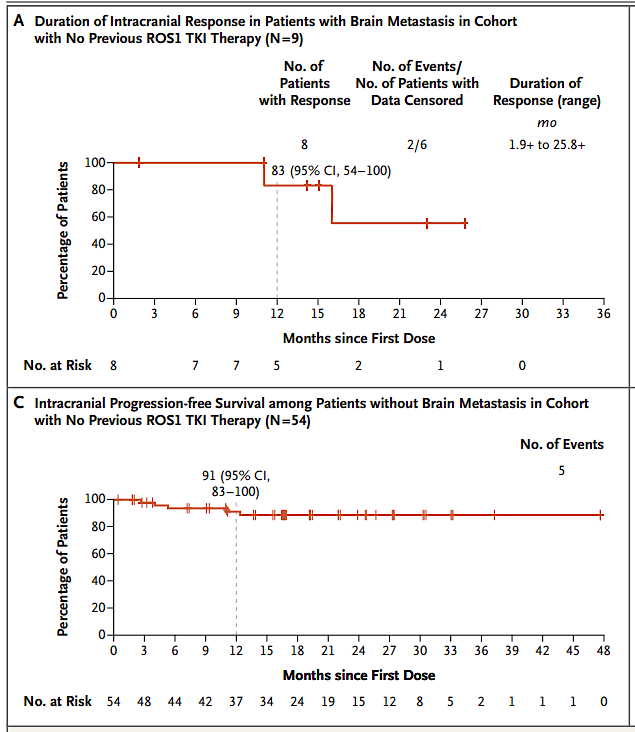 A Duration of Intracranial Response in Patients with Brain Metastasis in Cohort
with No Previous ROS1 TKI Therapy (N=9)
No. of
Patients
with Response
No. of Events/
No. of Patients with
Data Censored
Duration of
Response (range)
mo
8 2/6 1.9+ to 25.8+
83 (95% CI, 54–100)
Percentage of Patients
100
80
60
40
20
0
0 3 6 9 12 15 18 21 24 27 30 33 36
Months since First Dose
No. at Risk 8 7 7 5 2 1 0
C Intracranial Progression-free Survival among Patients without Brain Metastasis in Cohort
with No Previous ROS1 TKI Therapy (N=54)
No. of Events
5
91 (95% CI,
83–100)
Percentage of Patients
100
80
60
40
20
0
0 3 6 9 12 15 18 21 24 27 30 33 36 39 42 45 48
Months since First Dose
No. at Risk 54 48 44 42 37 34 24 19 15 12 8 5 2 1 1 1 0